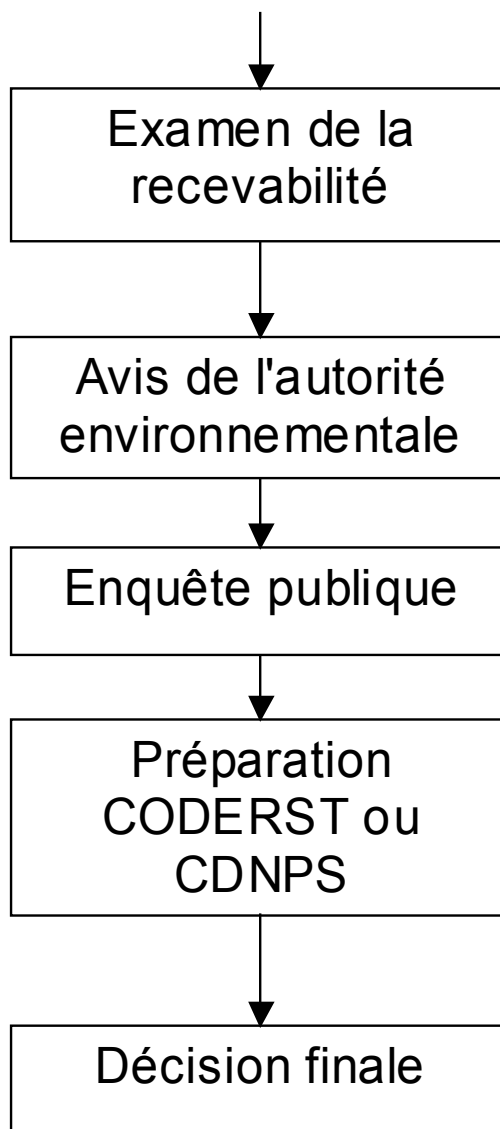 Examen de la
recevabilité
Avis de l'autorité
environnementale
Enquête publique
Préparation
CODERST ou
CDNPS
Décision finale